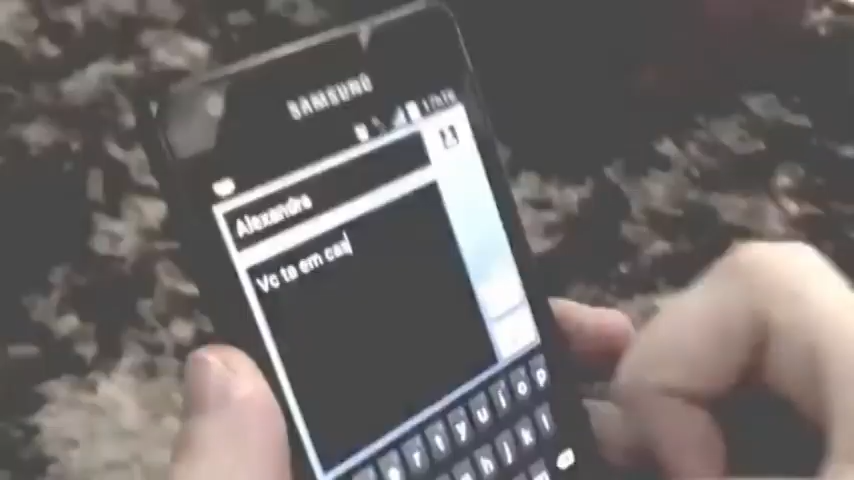 SAMSUNG
Alexandre
Vc ta em cas
r t y u i o p
h j k l
m